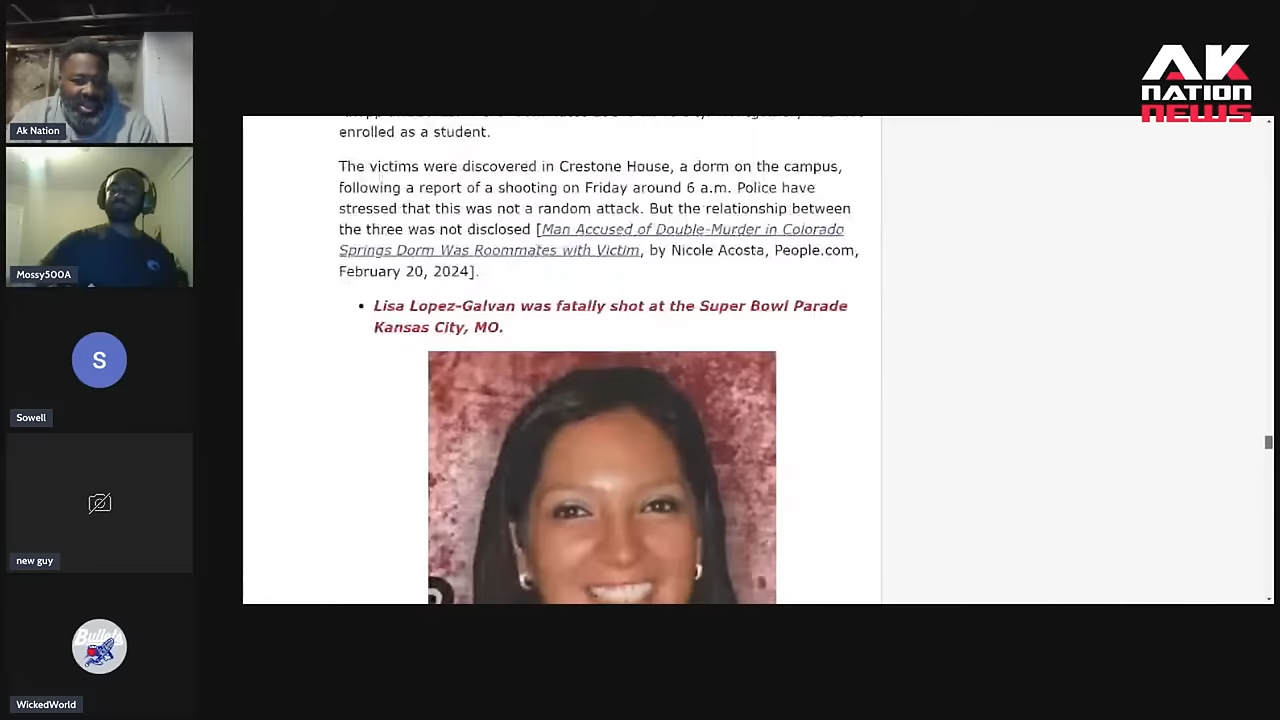 Ak Nation
Mossy500A
S
Sowell
new guy
Bullets
WickedWorld
AK
NATION
NEWS
enrolled as a student.
The victims were discovered in Crestone House, a dorm on the campus,
following a report of a shooting on Friday around 6 a.m. Police have
stressed that this was not a random attack. But the relationship between
the three was not disclosed [Man Accused of Double-Murder in Colorado
Springs Dorm Was Roommates with Victim, by Nicole Acosta, People.com,
February 20, 2024].
• Lisa Lopez-Galvan was fatally shot at the Super Bowl Parade
Kansas City, MO.